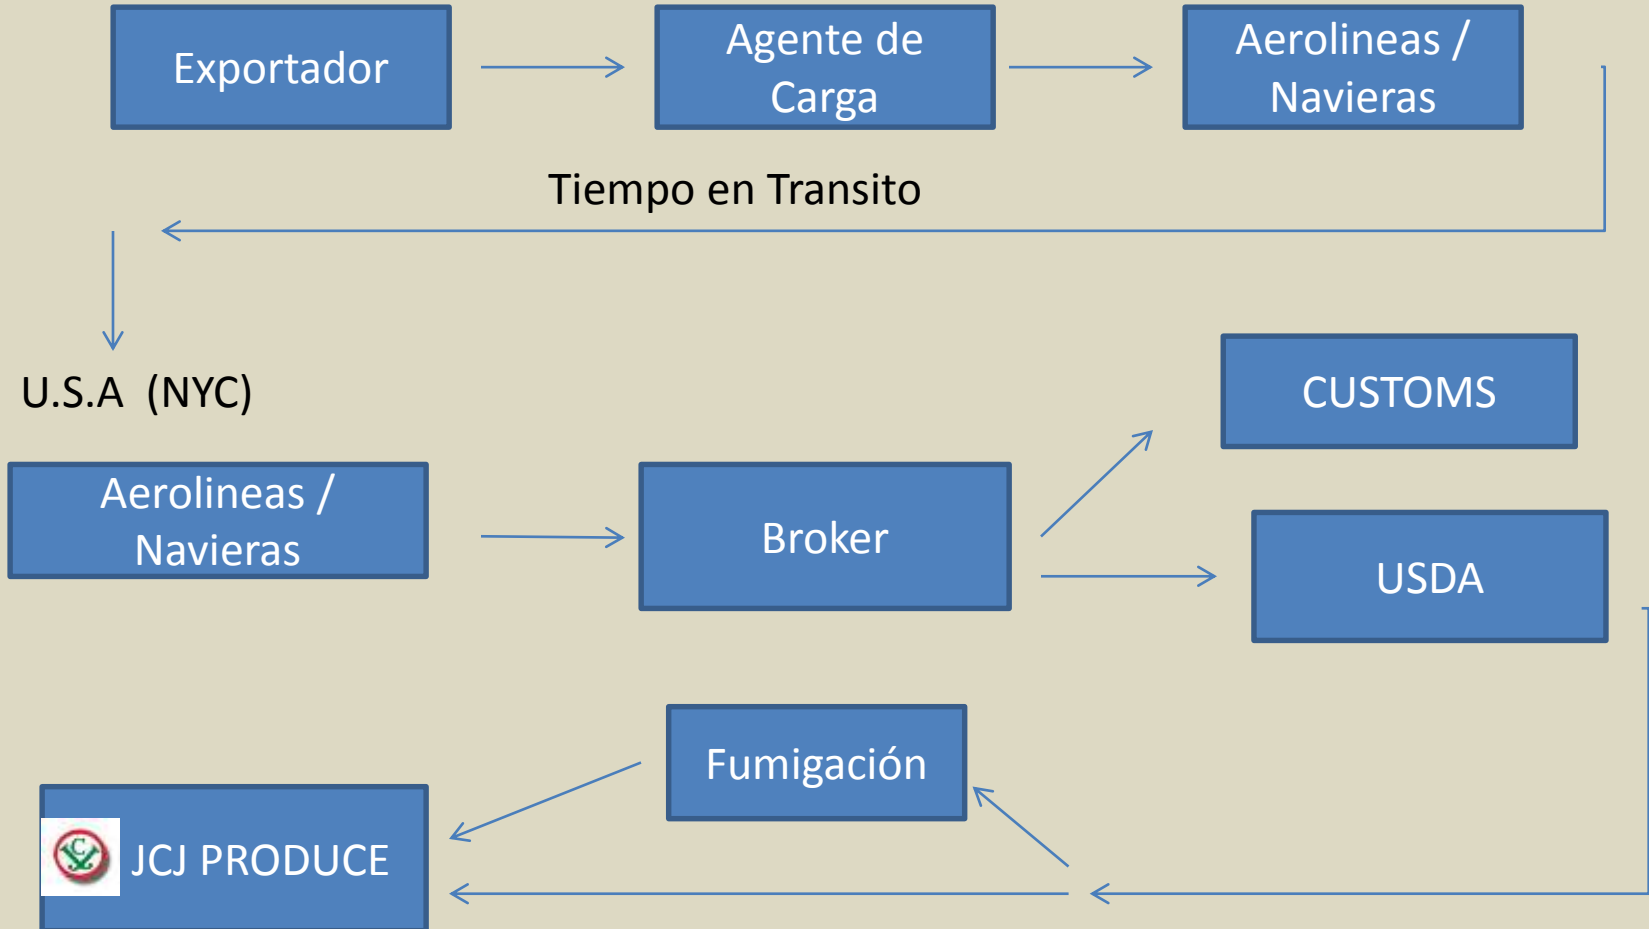 Exportador
Agente de
Carga
Aerolineas /
Navieras
Tiempo en Transito
U.S.A (NYC)
CUSTOMS
Aerolineas /
Navieras
Broker
USDA
Fumigación
JCJ PRODUCE